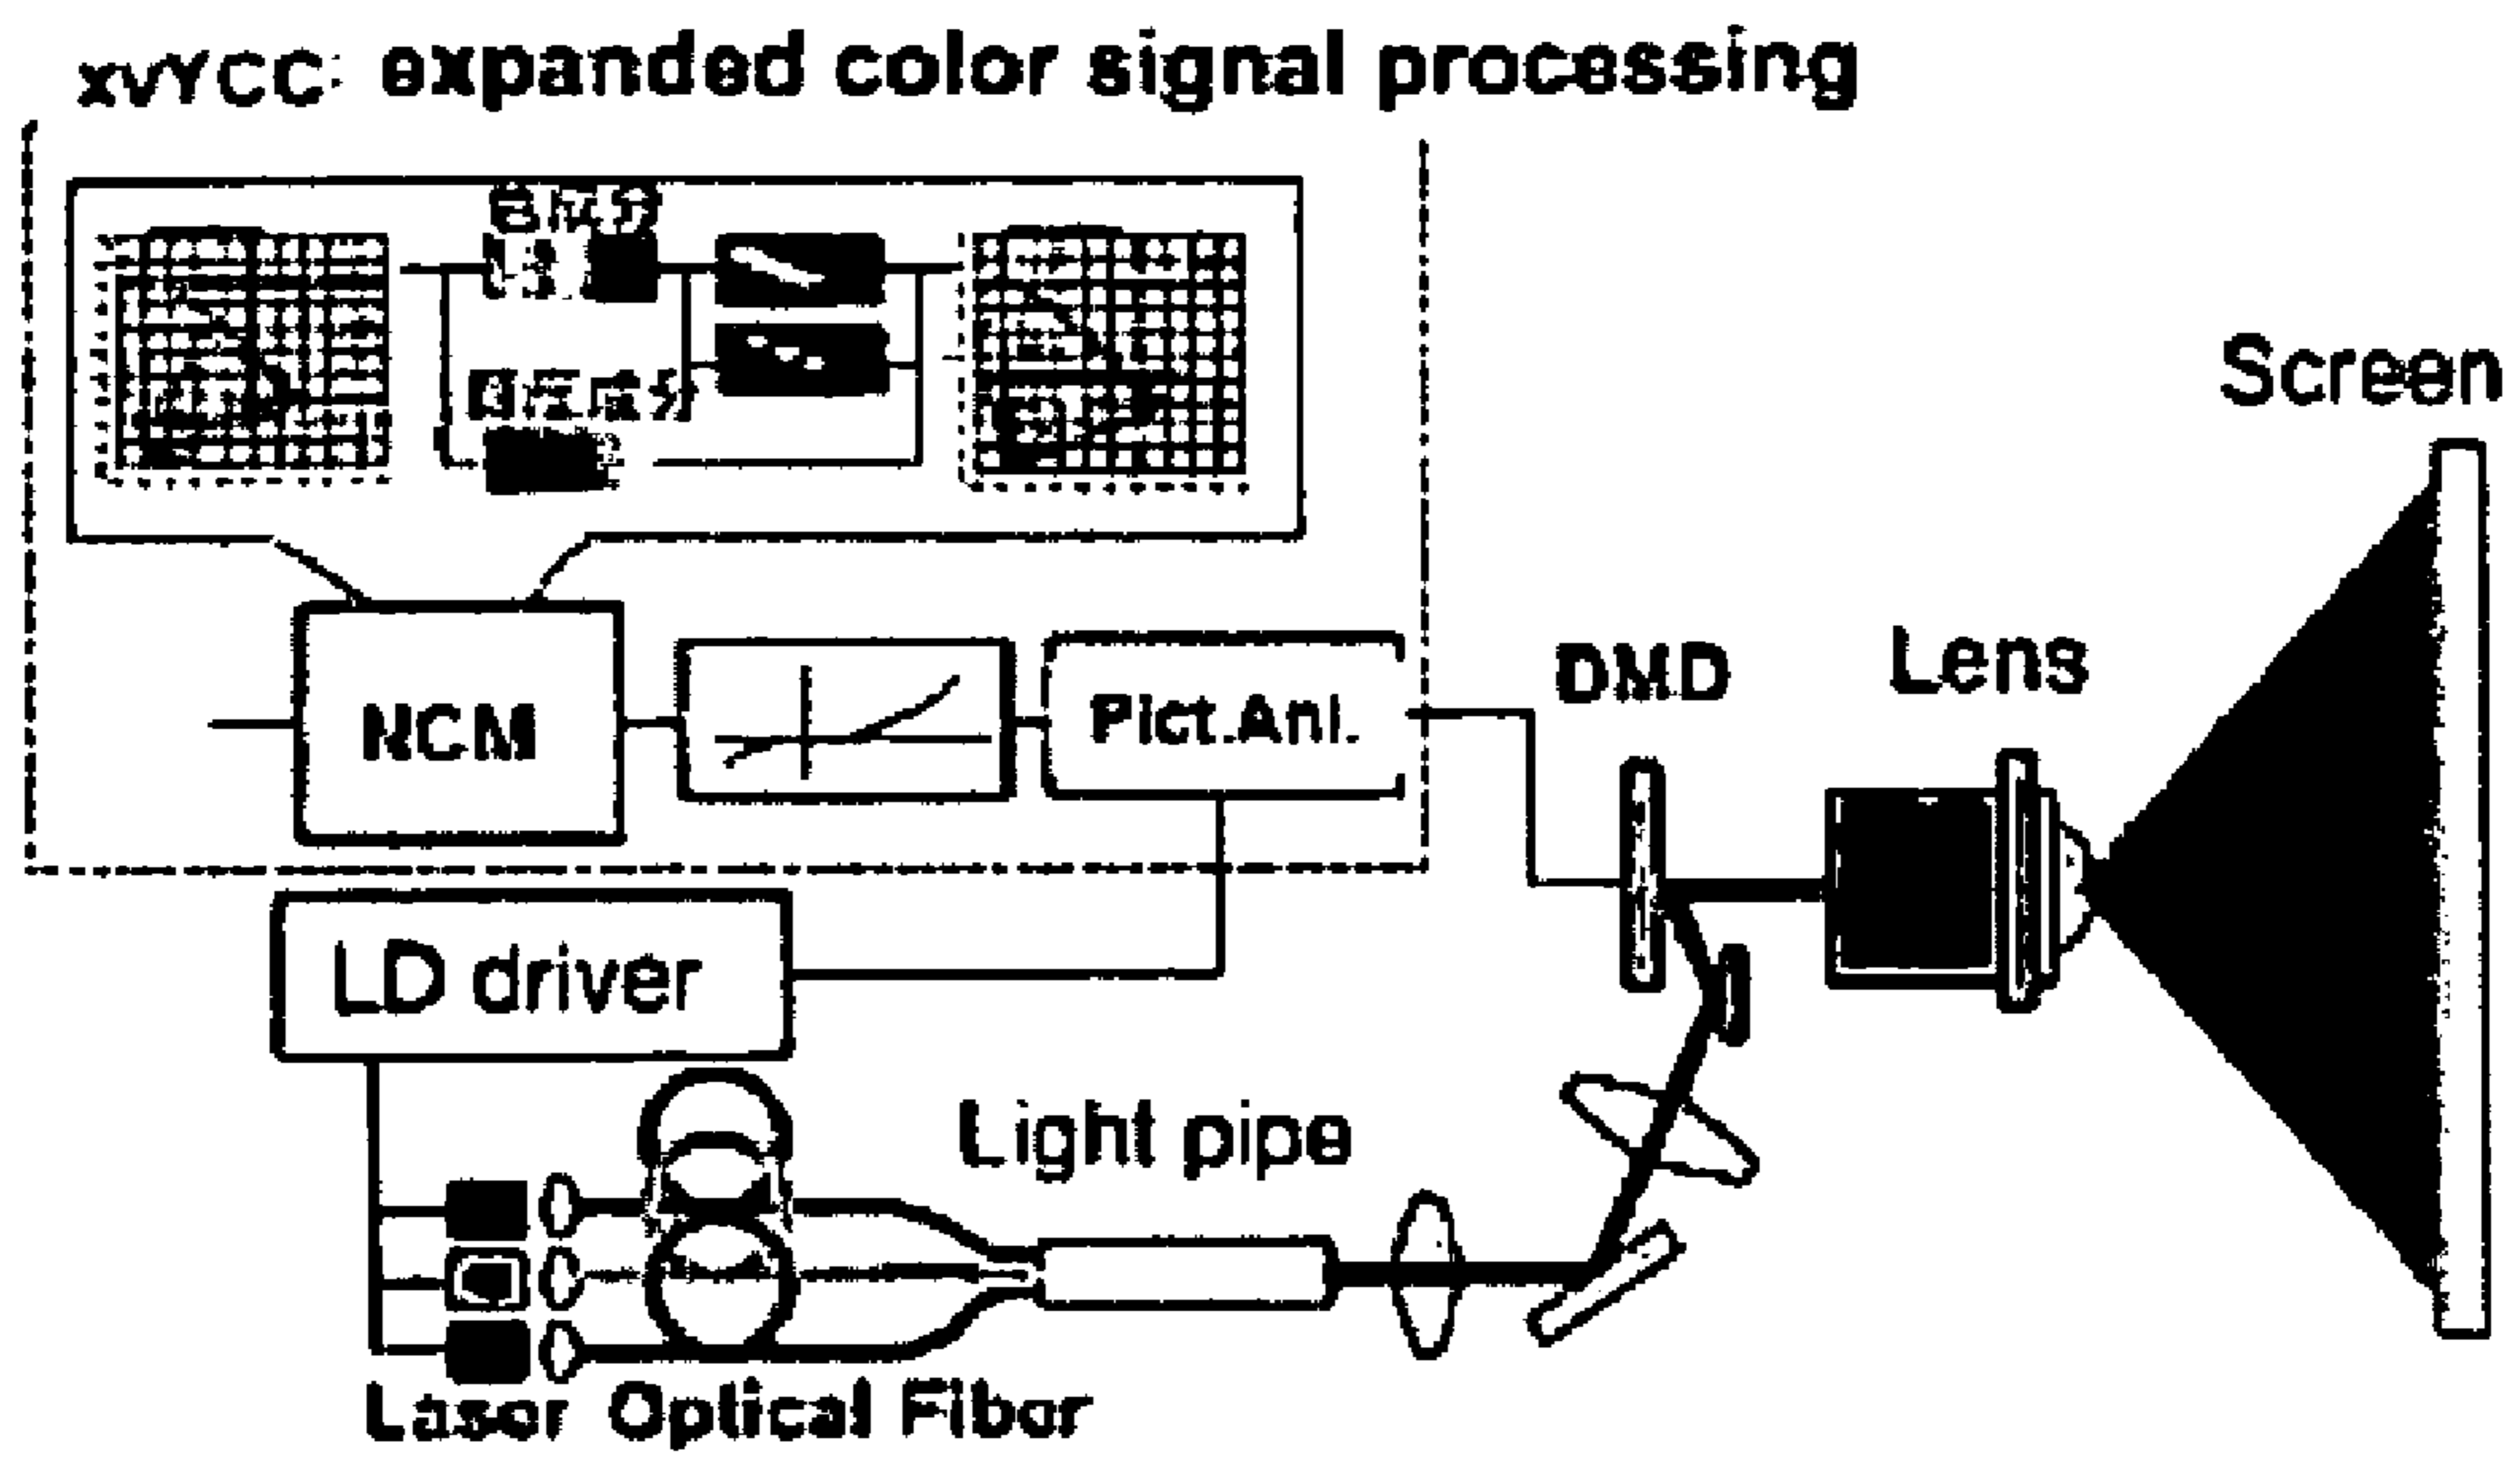 xvYCC: expanded color signal processing
Screen
DMD
Lens
NCM
Pict.Anl.
LD driver
Light pipe
Laser Optical Fiber